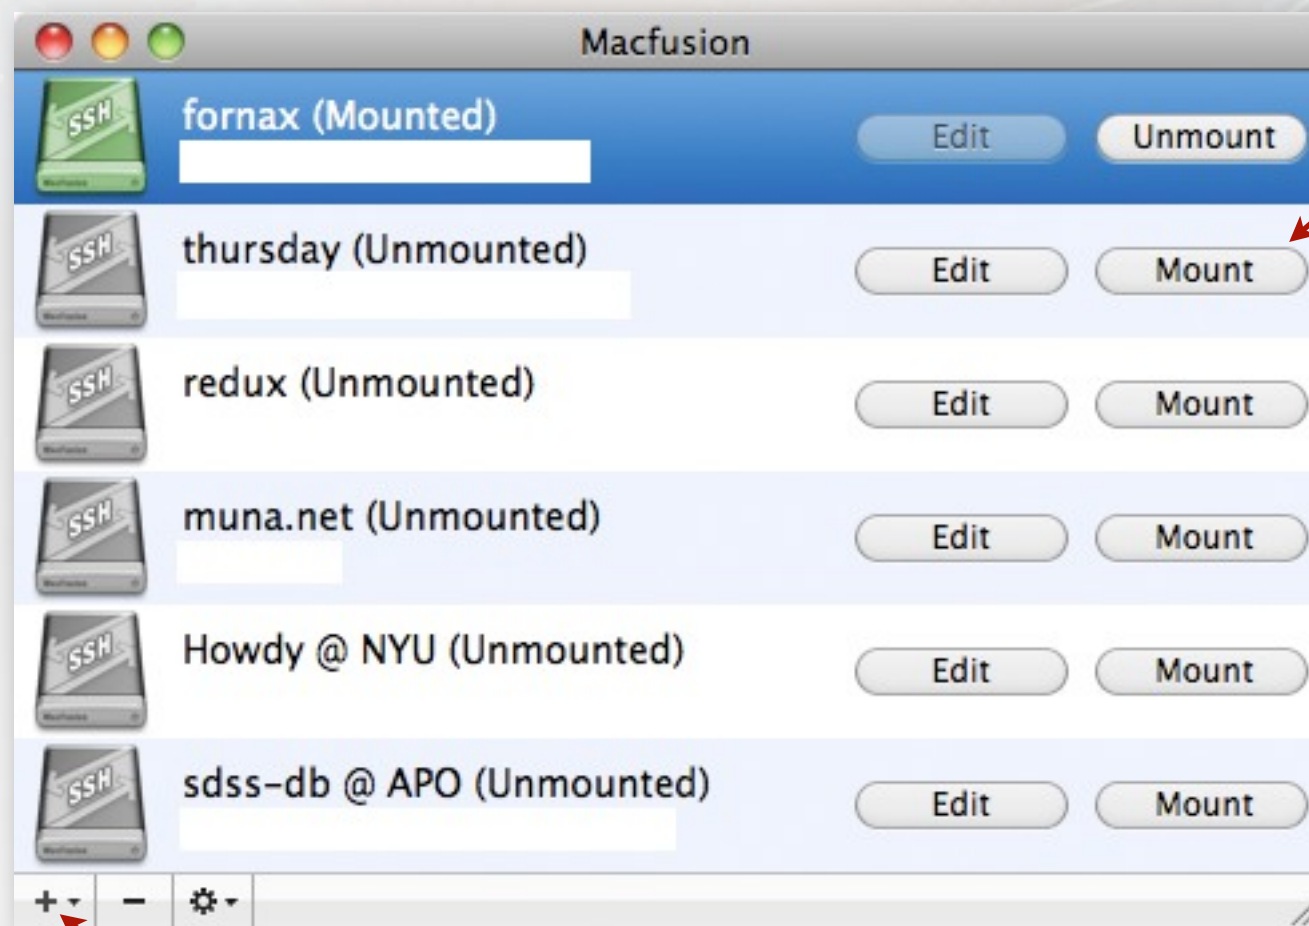 Macfusion
SSH
fornax (Mounted)
Edit
Unmount
SSH
thursday (Unmounted)
Edit
Mount
SSH
redux (Unmounted)
Edit
Mount
SSH
muna.net (Unmounted)
Edit
Mount
SSH
Howdy @ NYU (Unmounted)
Edit
Mount
SSH
sdss-db @ APO (Unmounted)
Edit
Mount